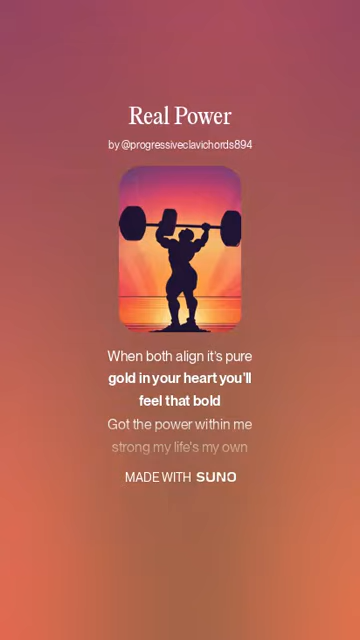 Real Power
by @progressiveclavichords894
When both align it's pure
gold in your heart you'll
feel that bold
Got the power within me
strong my life's my own
MADE WITH SUNO